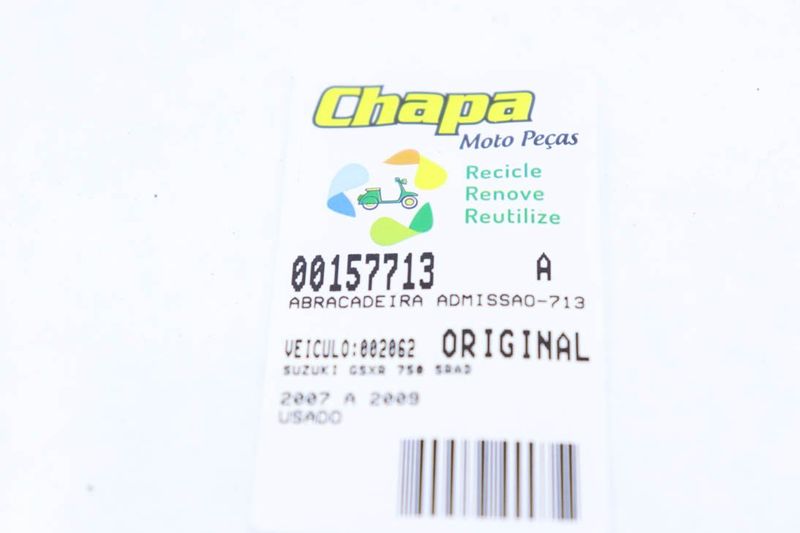 Chapa
Moto Peças
Recicle
Renove
Reutilize
00157713 A
ABRACADEIRA ADMISSAO-713
VEICULO:002062 ORIGINAL
SUZUKI GSXR 750 SRAD
2007 A 2009
USADO